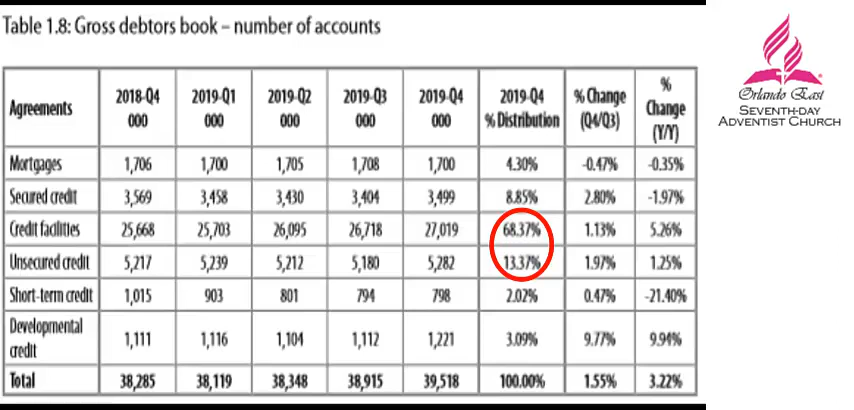 Table 1.8: Gross debtors book – number of accounts
Agreements 2018-Q4 000 2019-Q1 000 2019-Q2 000 2019-Q3 000 2019-Q4 000 2019-Q4 % Distribution % Change (Q4/Q3) % Change (Y/Y)
Mortgages 1,706 1,700 1,705 1,708 1,700 4.30% -0.47% -0.35%
Secured credit 3,569 3,458 3,430 3,404 3,499 8.85% 2.80% -1.97%
Credit facilities 25,668 25,703 26,095 26,718 27,019 68.37% 1.13% 5.26%
Unsecured credit 5,217 5,239 5,212 5,180 5,282 13.37% 1.97% 1.25%
Short-term credit 1,015 903 801 794 798 2.02% 0.47% -21.40%
Developmental credit 1,111 1,116 1,104 1,112 1,221 3.09% 9.77% 9.94%
Total 38,285 38,119 38,348 38,915 39,518 100.00% 1.55% 3.22%
Orlando East
SEVENTH-DAY
ADVENTIST CHURCH